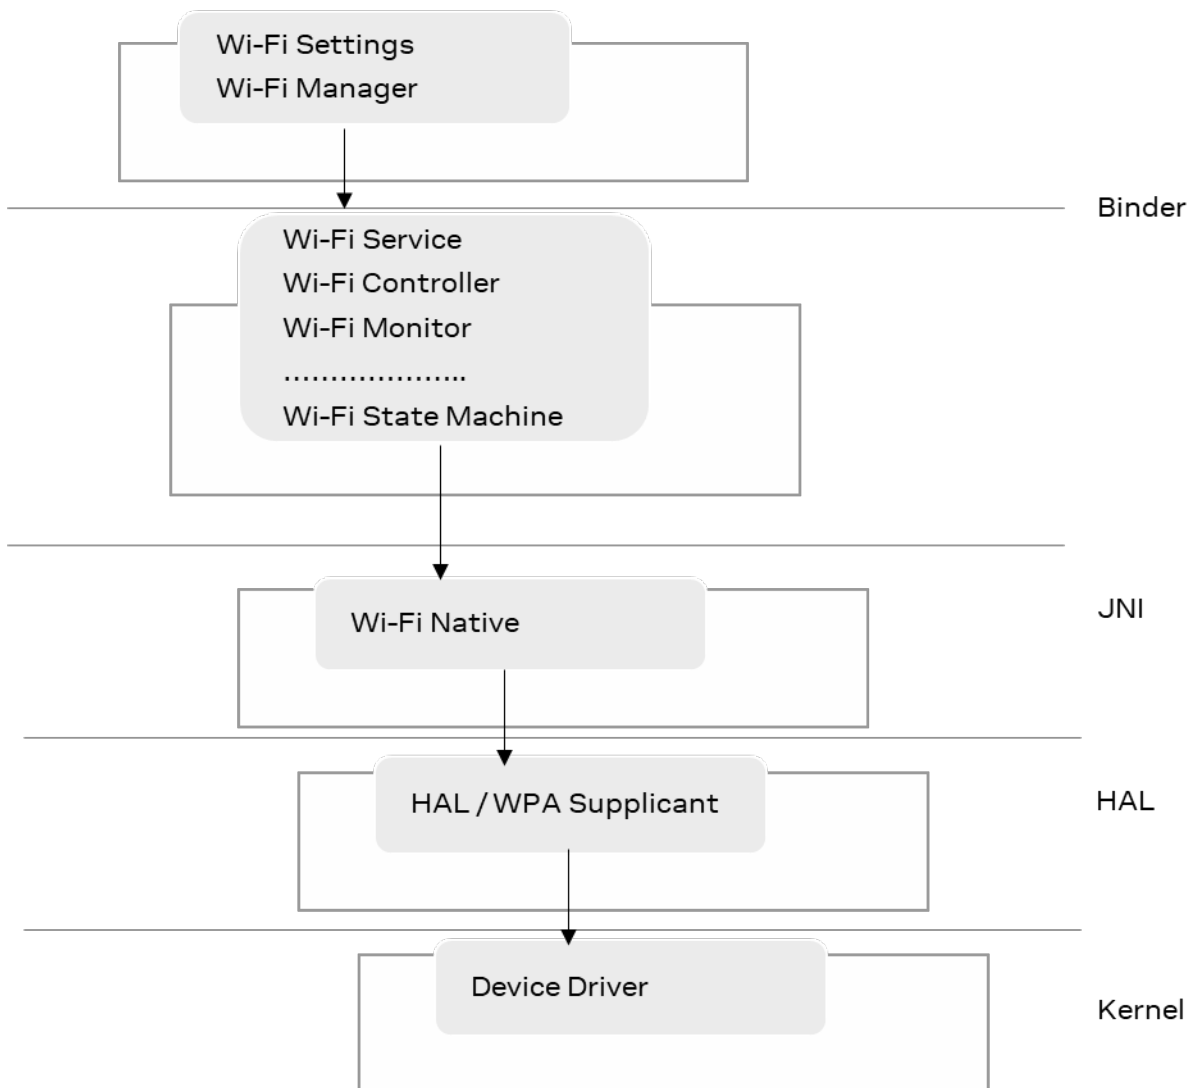 Wi-Fi Settings
Wi-Fi Manager
Binder
Wi-Fi Service
Wi-Fi Controller
Wi-Fi Monitor
......................
Wi-Fi State Machine
JNI
Wi-Fi Native
HAL / WPA Supplicant
HAL
Device Driver
Kernel